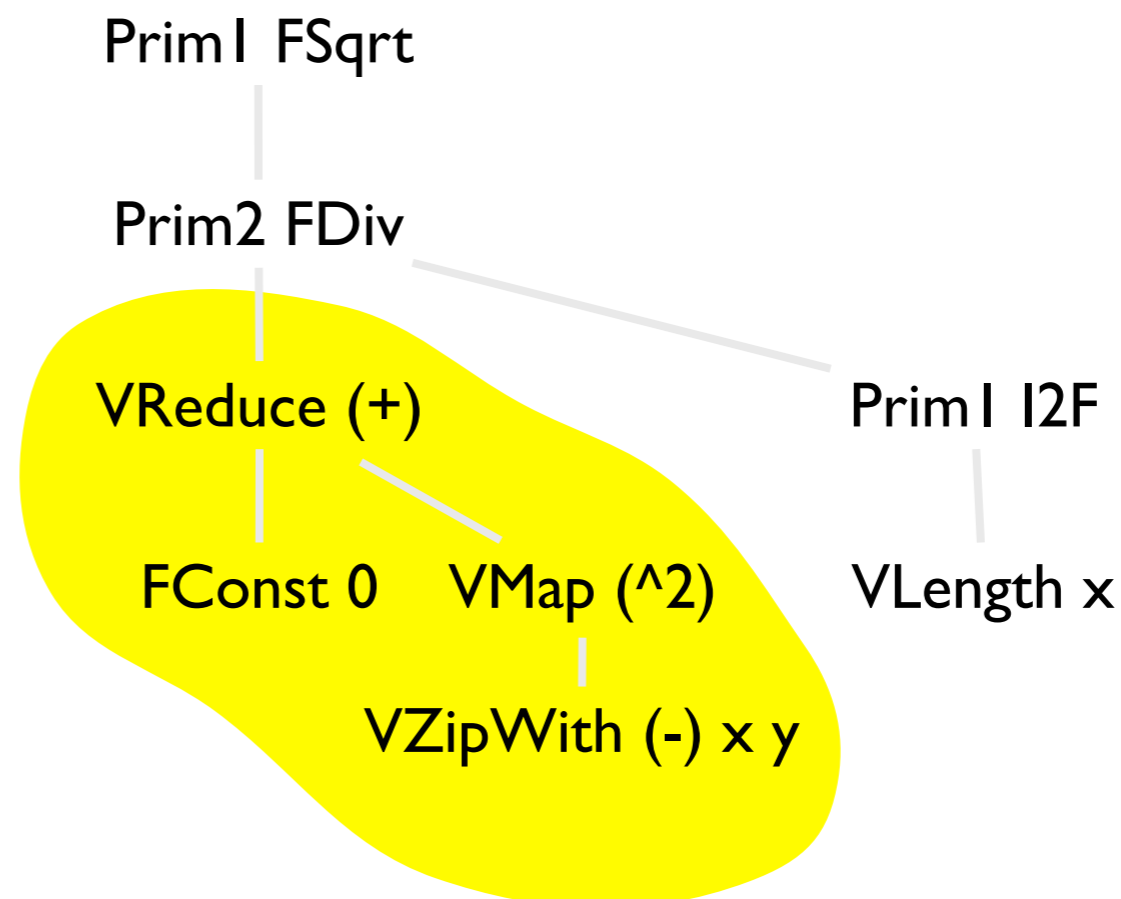 Prim1 FSqrt
Prim2 FDiv
VReduce (+)
Prim1 I2F
FConst 0
VMap (^2)
VLength x
VZipWith (-) x y